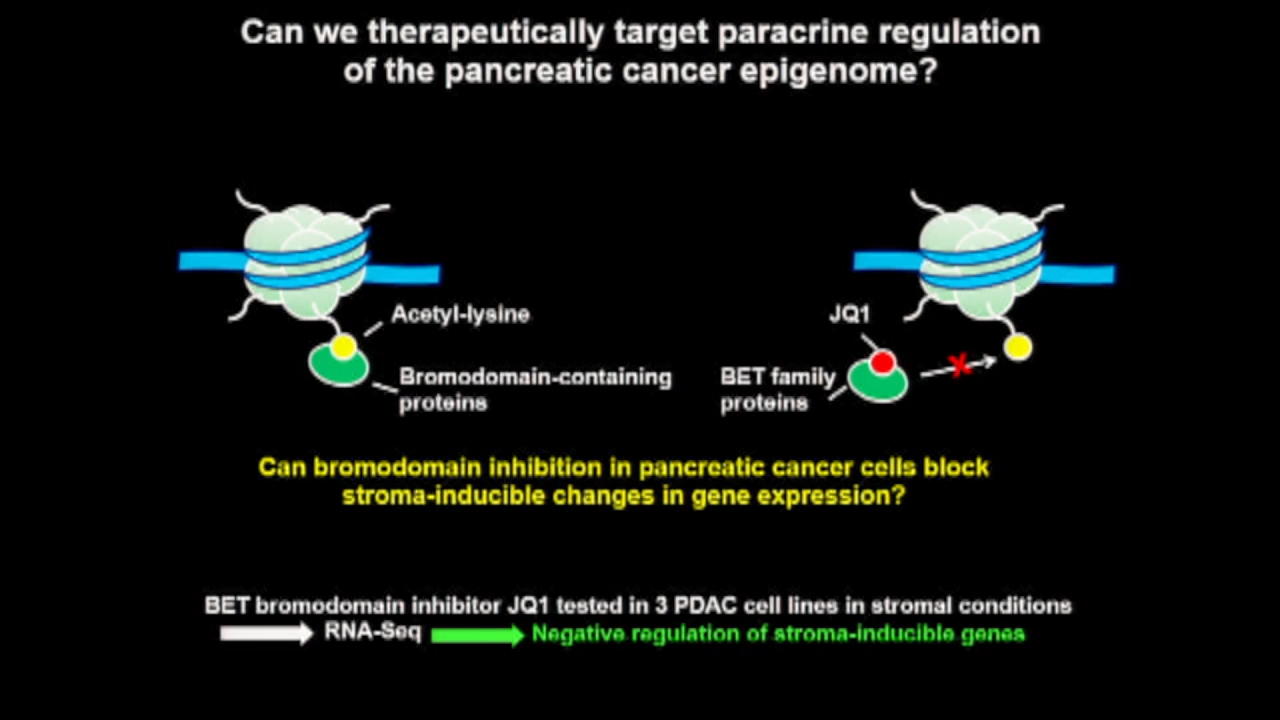 Can we therapeutically target paracrine regulation
of the pancreatic cancer epigenome?
Acetyl-lysine
Bromodomain-containing
proteins
JQ1
BET family
proteins
X
Can bromodomain inhibition in pancreatic cancer cells block
stroma-inducible changes in gene expression?
BET bromodomain inhibitor JQ1 tested in 3 PDAC cell lines in stromal conditions
RNA-Seq Negative regulation of stroma-inducible genes